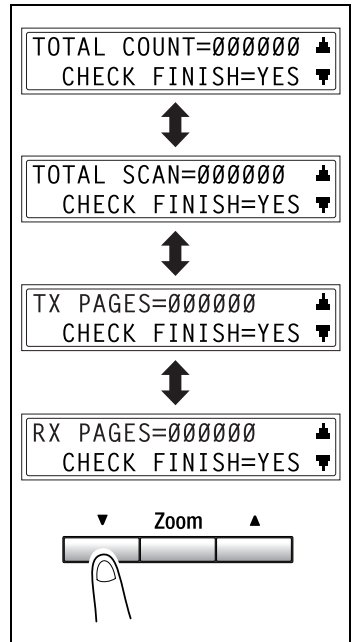 TOTAL COUNT=ØØØØØØ ▲
CHECK FINISH=YES ▼
TOTAL SCAN=ØØØØØØ ▲
CHECK FINISH=YES ▼
TX PAGES=ØØØØØØ ▲
CHECK FINISH=YES ▼
RX PAGES=ØØØØØØ ▲
CHECK FINISH=YES ▼
▼ Zoom ▲